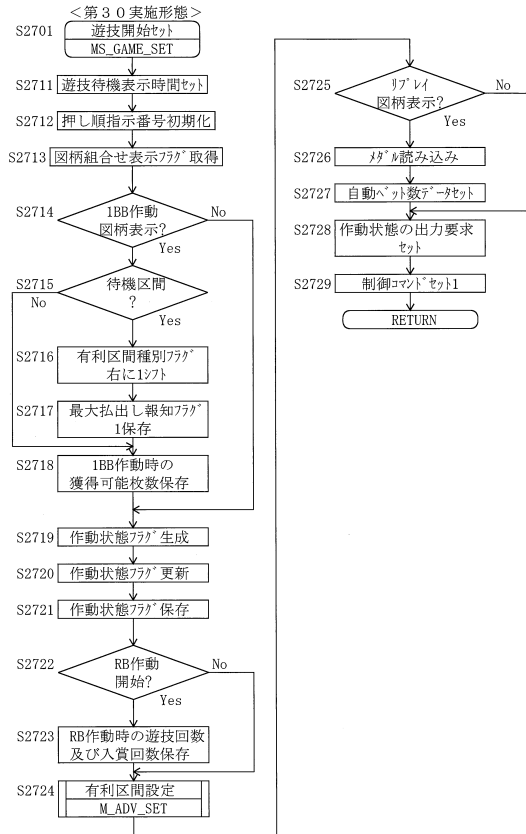 ＜第３０実施形態＞
S2701
遊技開始セット
MS_GAME_SET
S2711
遊技待機表示時間セット
S2712
押し順指示番号初期化
S2713
図柄組合せ表示ﾌﾗｸﾞ取得
S2714
1BB作動
図柄表示?
No
Yes
S2715
待機区間
?
No
Yes
S2716
有利区間種別ﾌﾗｸﾞ
右に1ｼﾌﾄ
S2717
最大払出し報知ﾌﾗｸﾞ
1保存
S2718
1BB作動時の
獲得可能枚数保存
S2719
作動状態ﾌﾗｸﾞ生成
S2720
作動状態ﾌﾗｸﾞ更新
S2721
作動状態ﾌﾗｸﾞ保存
S2722
RB作動
開始?
No
Yes
S2723
RB作動時の遊技回数
及び入賞回数保存
S2724
有利区間設定
M_ADV_SET
S2725
ﾘﾌﾟﾚｲ
図柄表示?
No
Yes
S2726
ﾒﾀﾞﾙ読み込み
S2727
自動ﾍﾞｯﾄ数ﾃﾞｰﾀｾｯﾄ
S2728
作動状態の出力要求
セット
S2729
制御ｺﾏﾝﾄﾞｾｯﾄ1
RETURN